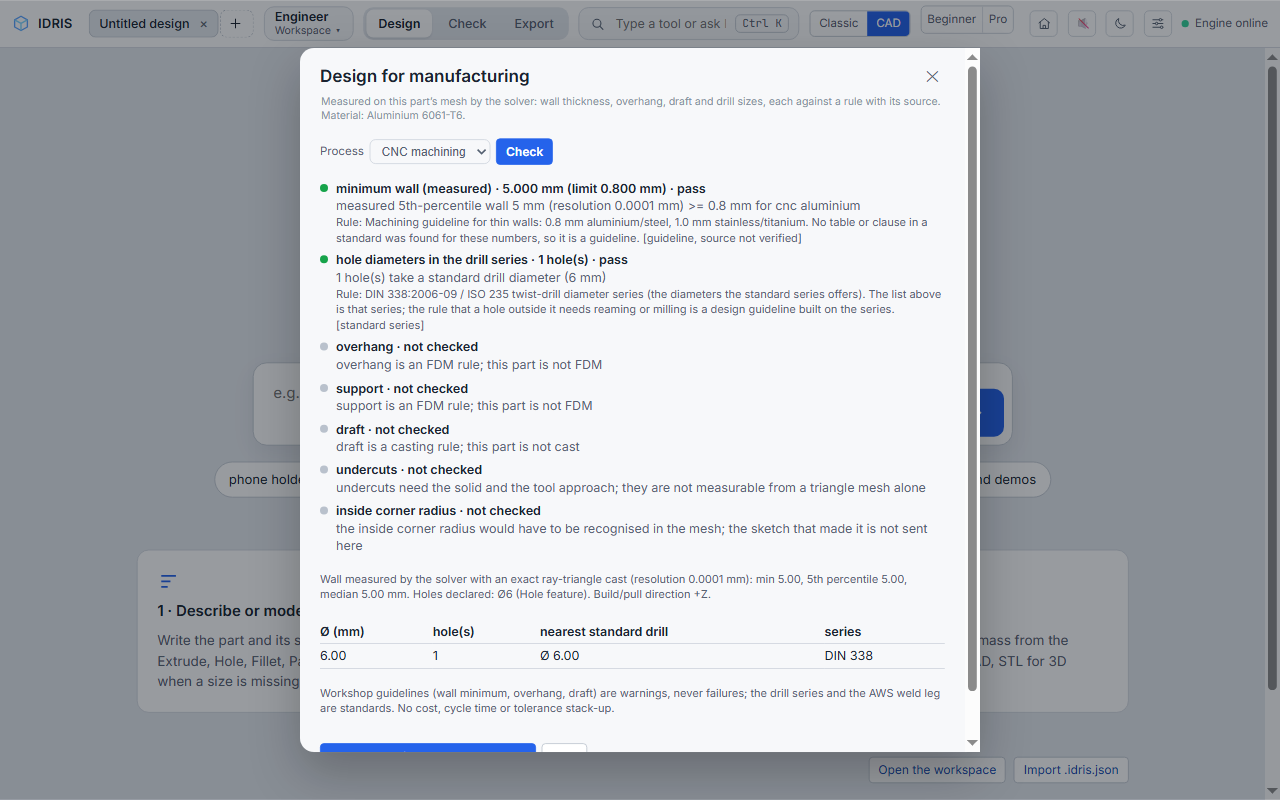 IDRIS
Untitled design ×
+
Engineer
Workspace
Design
Check
Export
Type a tool or ask
Ctrl K
Classic
CAD
Beginner
Pro
Engine online
Design for manufacturing
Measured on this part's mesh by the solver: wall thickness, overhang, draft and drill sizes, each against a rule with its source.
Material: Aluminium 6061-T6.
Process
CNC machining
Check
minimum wall (measured) · 5.000 mm (limit 0.800 mm) · pass
measured 5th-percentile wall 5 mm (resolution 0.0001 mm) >= 0.8 mm for cnc aluminium
Rule: Machining guideline for thin walls: 0.8 mm aluminium/steel, 1.0 mm stainless/titanium. No table or clause in a
standard was found for these numbers, so it is a guideline. [guideline, source not verified]
hole diameters in the drill series · 1 hole(s) · pass
1 hole(s) take a standard drill diameter (6 mm)
Rule: DIN 338:2006-09 / ISO 235 twist-drill diameter series (the diameters the standard series offers). The list above
is that series; the rule that a hole outside it needs reaming or milling is a design guideline built on the series.
[standard series]
overhang · not checked
overhang is an FDM rule; this part is not FDM
support · not checked
support is an FDM rule; this part is not FDM
draft · not checked
draft is a casting rule; this part is not cast
undercuts · not checked
undercuts need the solid and the tool approach; they are not measurable from a triangle mesh alone
inside corner radius · not checked
the inside corner radius would have to be recognised in the mesh; the sketch that made it is not sent
here
Wall measured by the solver with an exact ray-triangle cast (resolution 0.0001 mm): min 5.00, 5th percentile 5.00,
median 5.00 mm. Holes declared: Ø6 (Hole feature). Build/pull direction +Z.
Ø (mm) hole(s) nearest standard drill series
6.00 1 Ø 6.00 DIN 338
Workshop guidelines (wall minimum, overhang, draft) are warnings, never failures; the drill series and the AWS weld leg
are standards. No cost, cycle time or tolerance stack-up.
e.g.
phone
demos
1 · Describe or
Write the part and its
Extrude, Hole, Fillet,
when a size is missing
mass from the
STL for 3D
Open the workspace
Import .idris.json